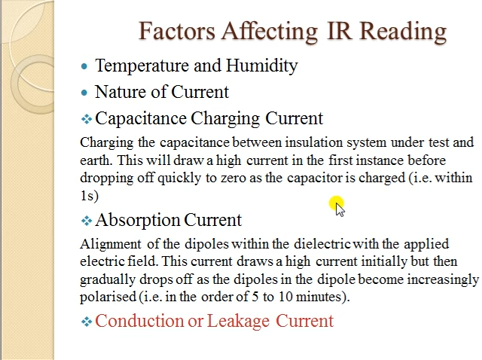 Factors Affecting IR Reading
Temperature and Humidity
Nature of Current
Capacitance Charging Current
Charging the capacitance between insulation system under test and
earth. This will draw a high current in the first instance before
dropping off quickly to zero as the capacitor is charged (i.e. within
1s)
Absorption Current
Alignment of the dipoles within the dielectric with the applied
electric field. This current draws a high current initially but then
gradually drops off as the dipoles in the dipole become increasingly
polarised (i.e. in the order of 5 to 10 minutes).
Conduction or Leakage Current